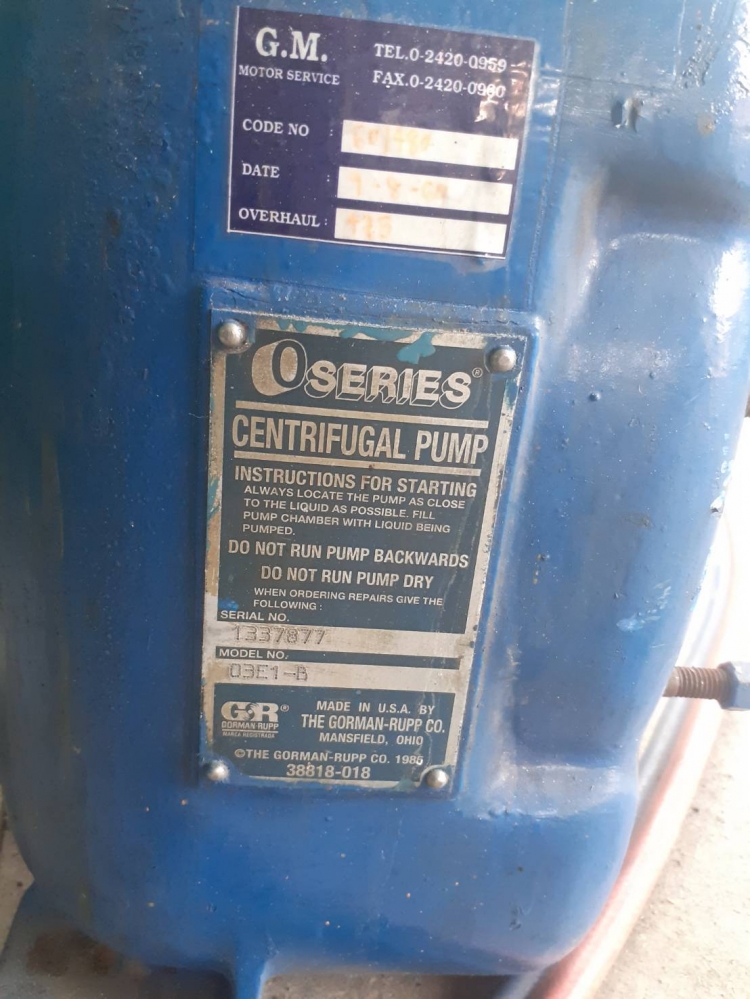 G.M.
MOTOR SERVICE
TEL.0-2420-0959
FAX.0-2420-0960
CODE NO :
DATE :
OVERHAUL :
O SERIES®
CENTRIFUGAL PUMP
INSTRUCTIONS FOR STARTING
ALWAYS LOCATE THE PUMP AS CLOSE
TO THE LIQUID AS POSSIBLE. FILL
PUMP CHAMBER WITH LIQUID BEING
PUMPED.
DO NOT RUN PUMP BACKWARDS
DO NOT RUN PUMP DRY
WHEN ORDERING REPAIRS GIVE THE
FOLLOWING :
SERIAL NO.
1337877
MODEL NO.
03E1-B
G&R®
GORMAN-RUPP
MARCA REGISTRADA
MADE IN U.S.A. BY
THE GORMAN-RUPP CO.
MANSFIELD, OHIO
©THE GORMAN-RUPP CO. 1985
38818-018